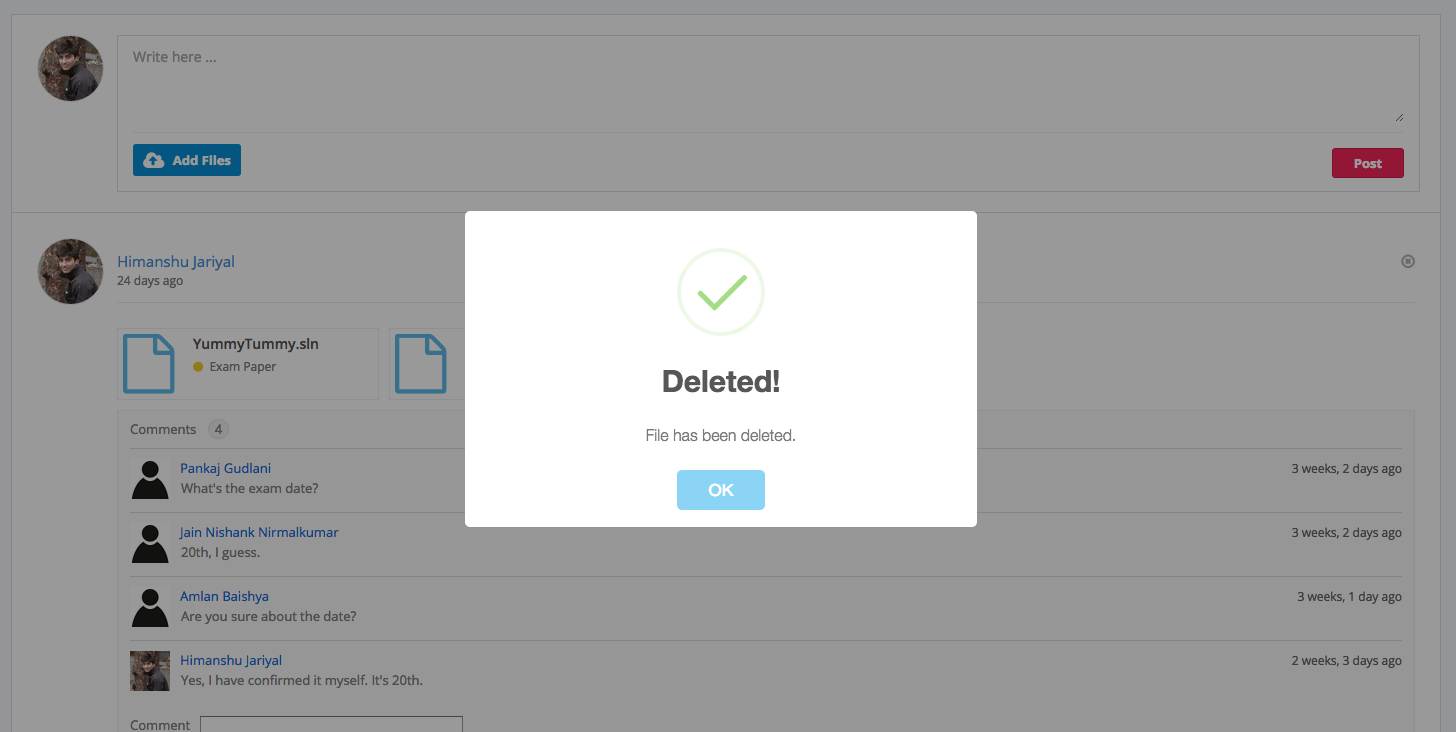 Write here ...
Add Files
Post
Himanshu Jariyal
24 days ago
YummyTummy.sln
Exam Paper
Deleted!
File has been deleted.
OK
Comments 4
Pankaj Gudlani 3 weeks, 2 days ago
What's the exam date?
Jain Nishank Nirmalkumar 3 weeks, 2 days ago
20th, I guess.
Amlan Baishya 3 weeks, 1 day ago
Are you sure about the date?
Himanshu Jariyal 2 weeks, 3 days ago
Yes, I have confirmed it myself. It's 20th.
Comment